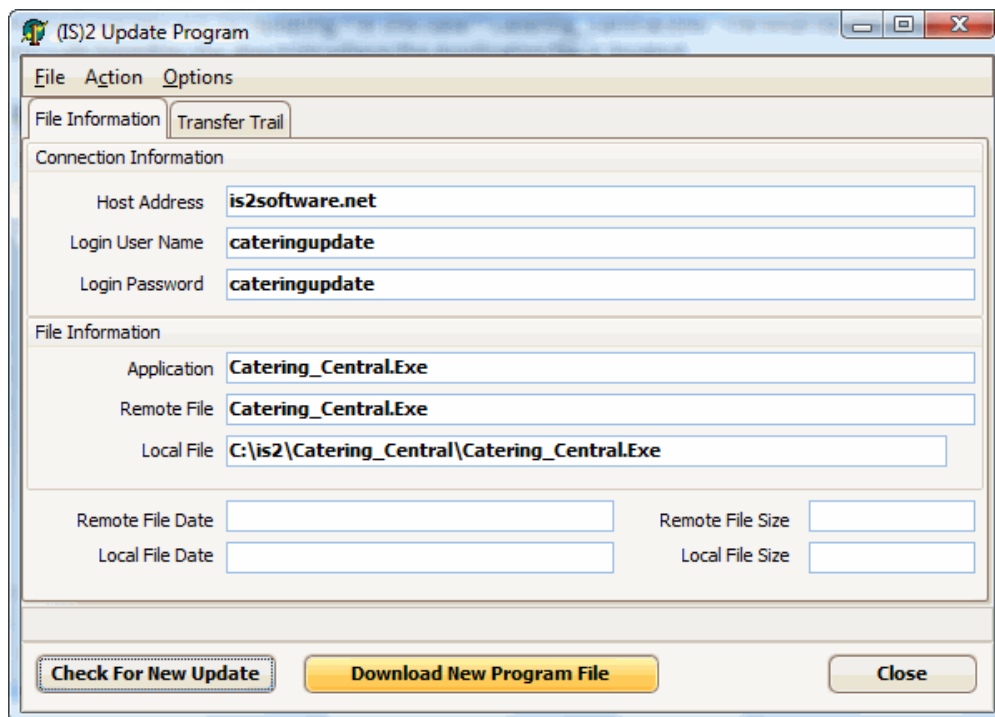 (IS)2 Update Program
File Action Options
File Information Transfer Trail
Connection Information
Host Address is2software.net
Login User Name cateringupdate
Login Password cateringupdate
File Information
Application Catering_Central.Exe
Remote File Catering_Central.Exe
Local File C:\is2\Catering_Central\Catering_Central.Exe
Remote File Date Remote File Size
Local File Date Local File Size
Check For New Update Download New Program File Close